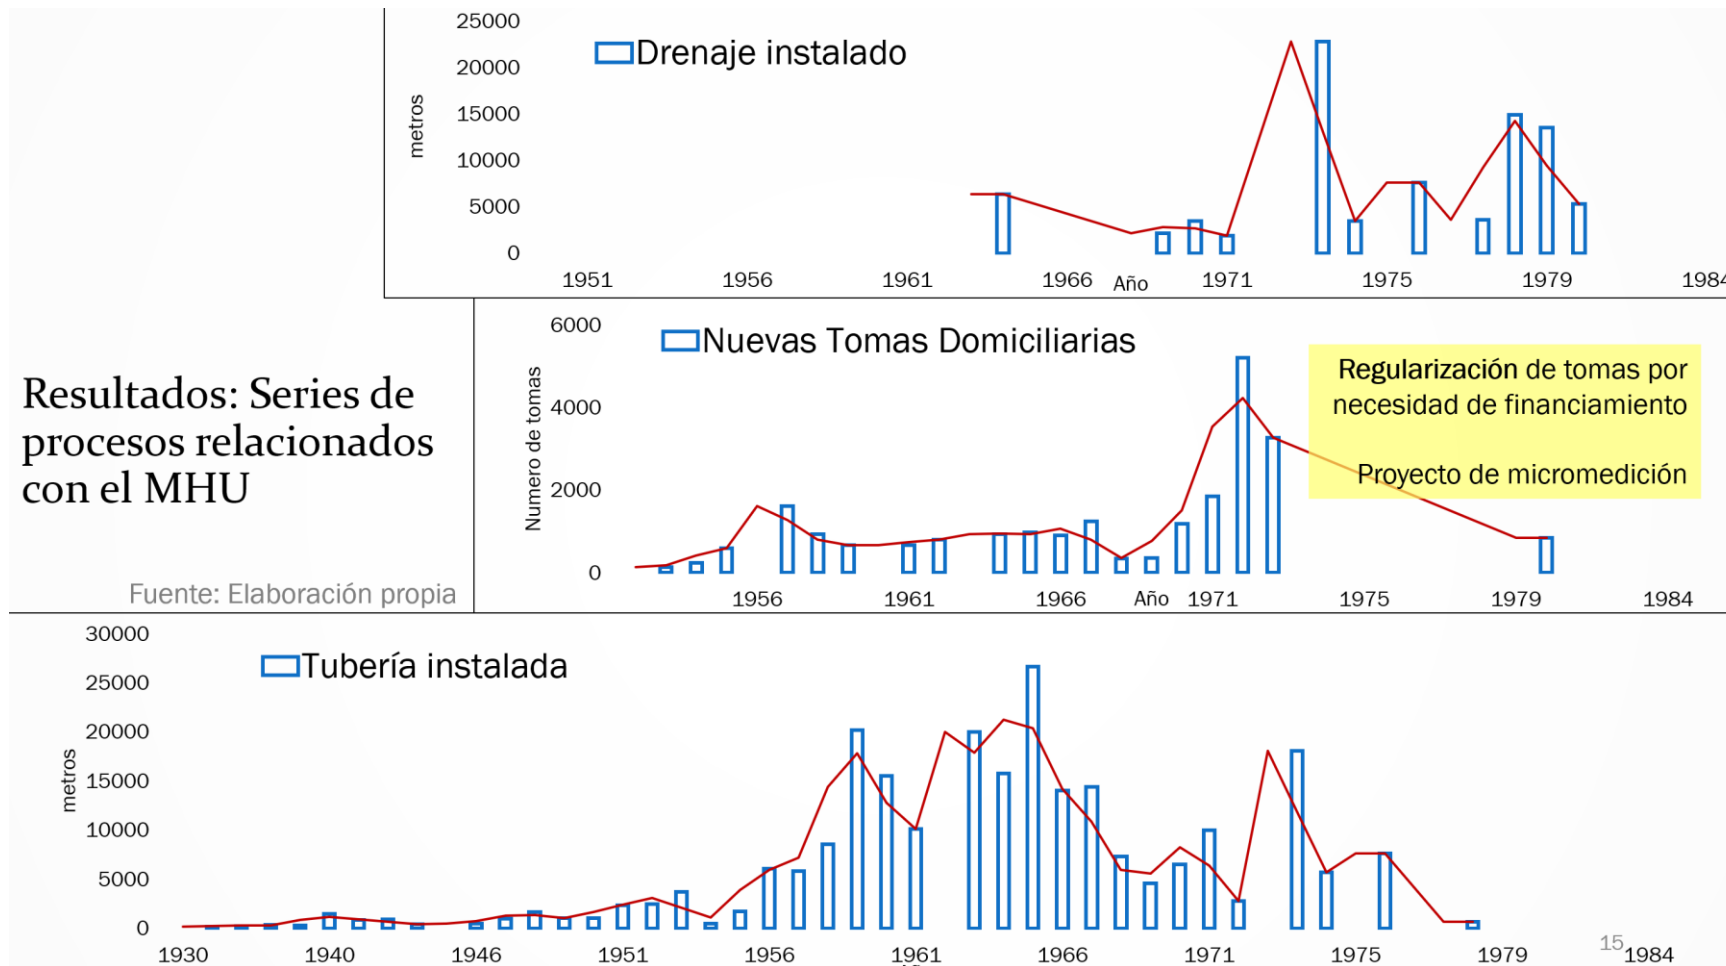 25000
Drenaje instalado
20000
15000
metros
10000
5000
0
1951 1956 1961 1966 Año 1971 1975 1979 1984
6000
Nuevas Tomas Domiciliarias
4000
Numero de tomas
2000
0
1956 1961 1966 Año 1971 1975 1979 1984
Regularización de tomas por
necesidad de financiamiento
Proyecto de micromedición
Resultados: Series de
procesos relacionados
con el MHU
Fuente: Elaboración propia
30000
Tubería instalada
25000
20000
metros
15000
10000
5000
0
1930 1940 1946 1951 1956 1961 1966 1971 1975 1979 1984
15